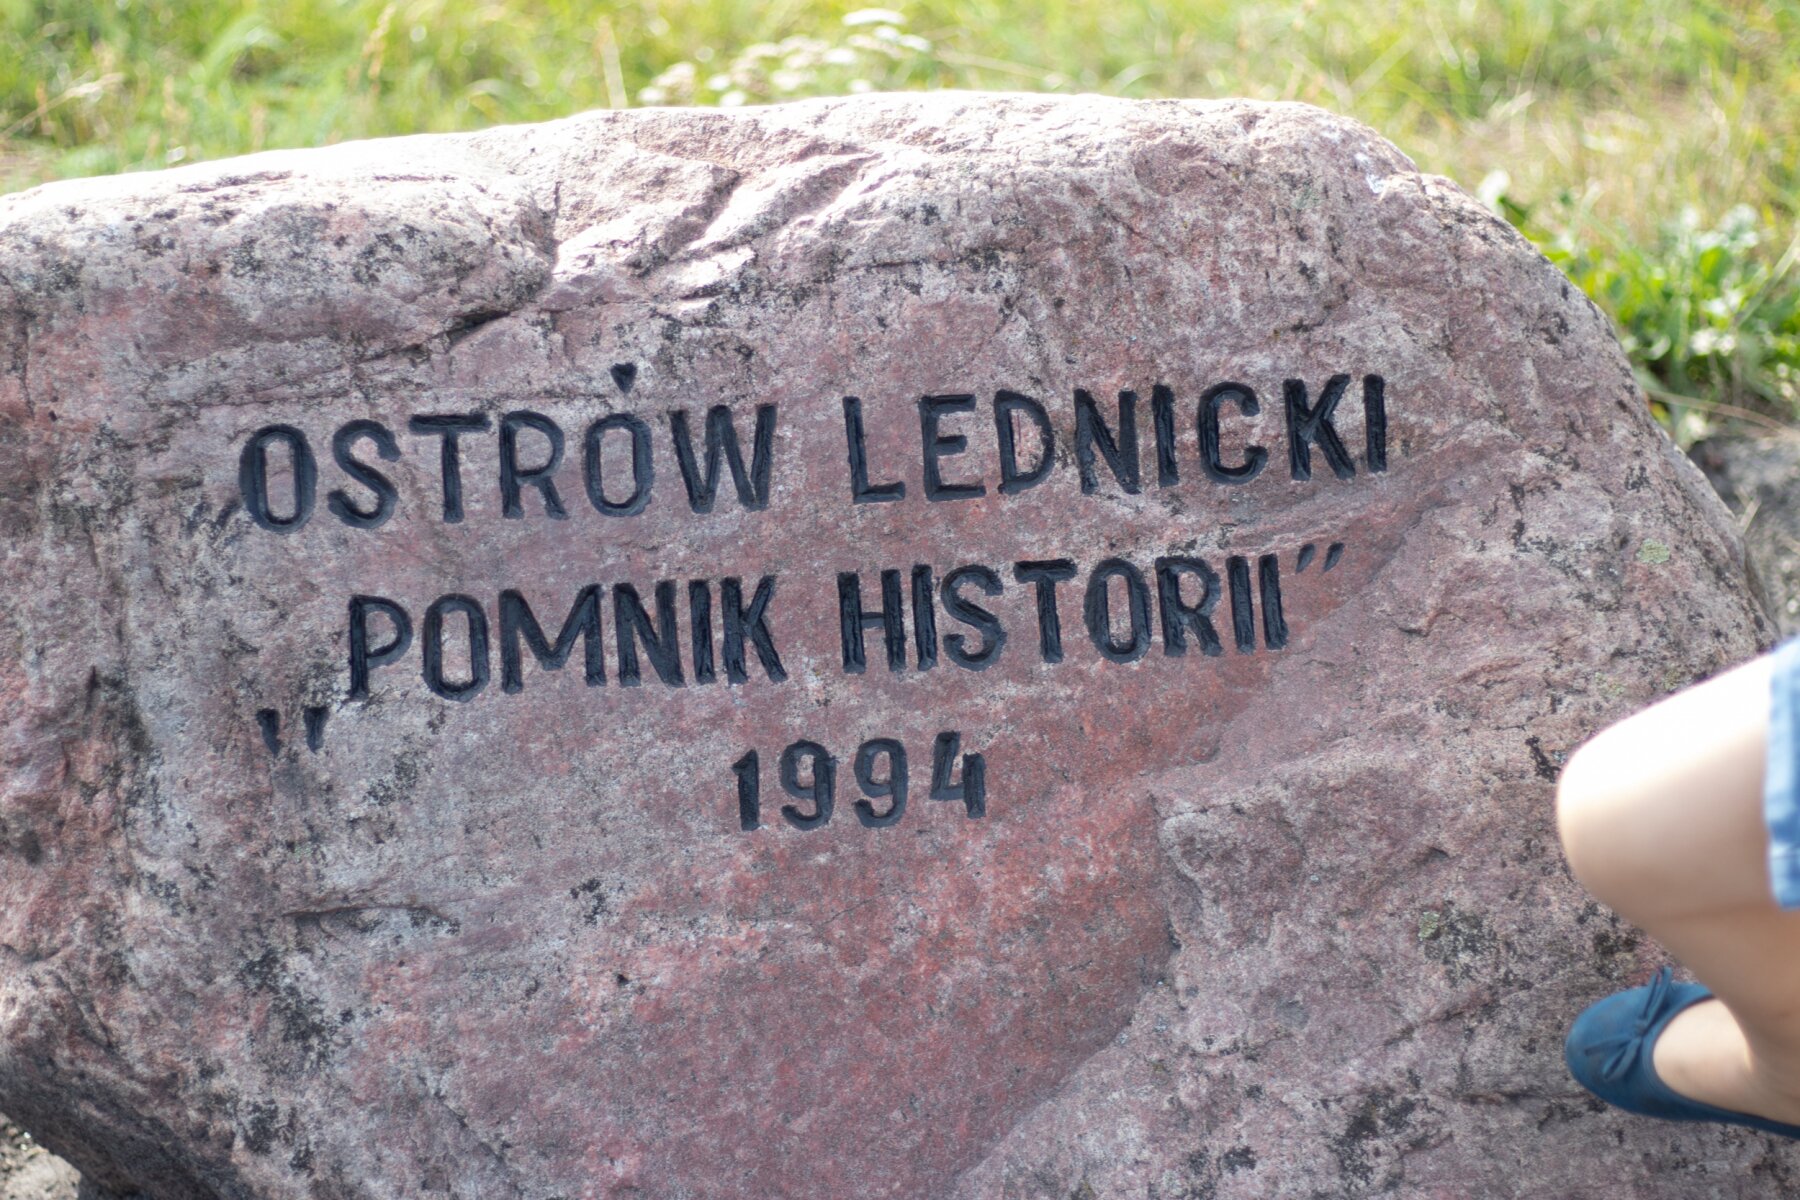 OSTRÓW LEDNICKI
"POMNIK HISTORII"
1994